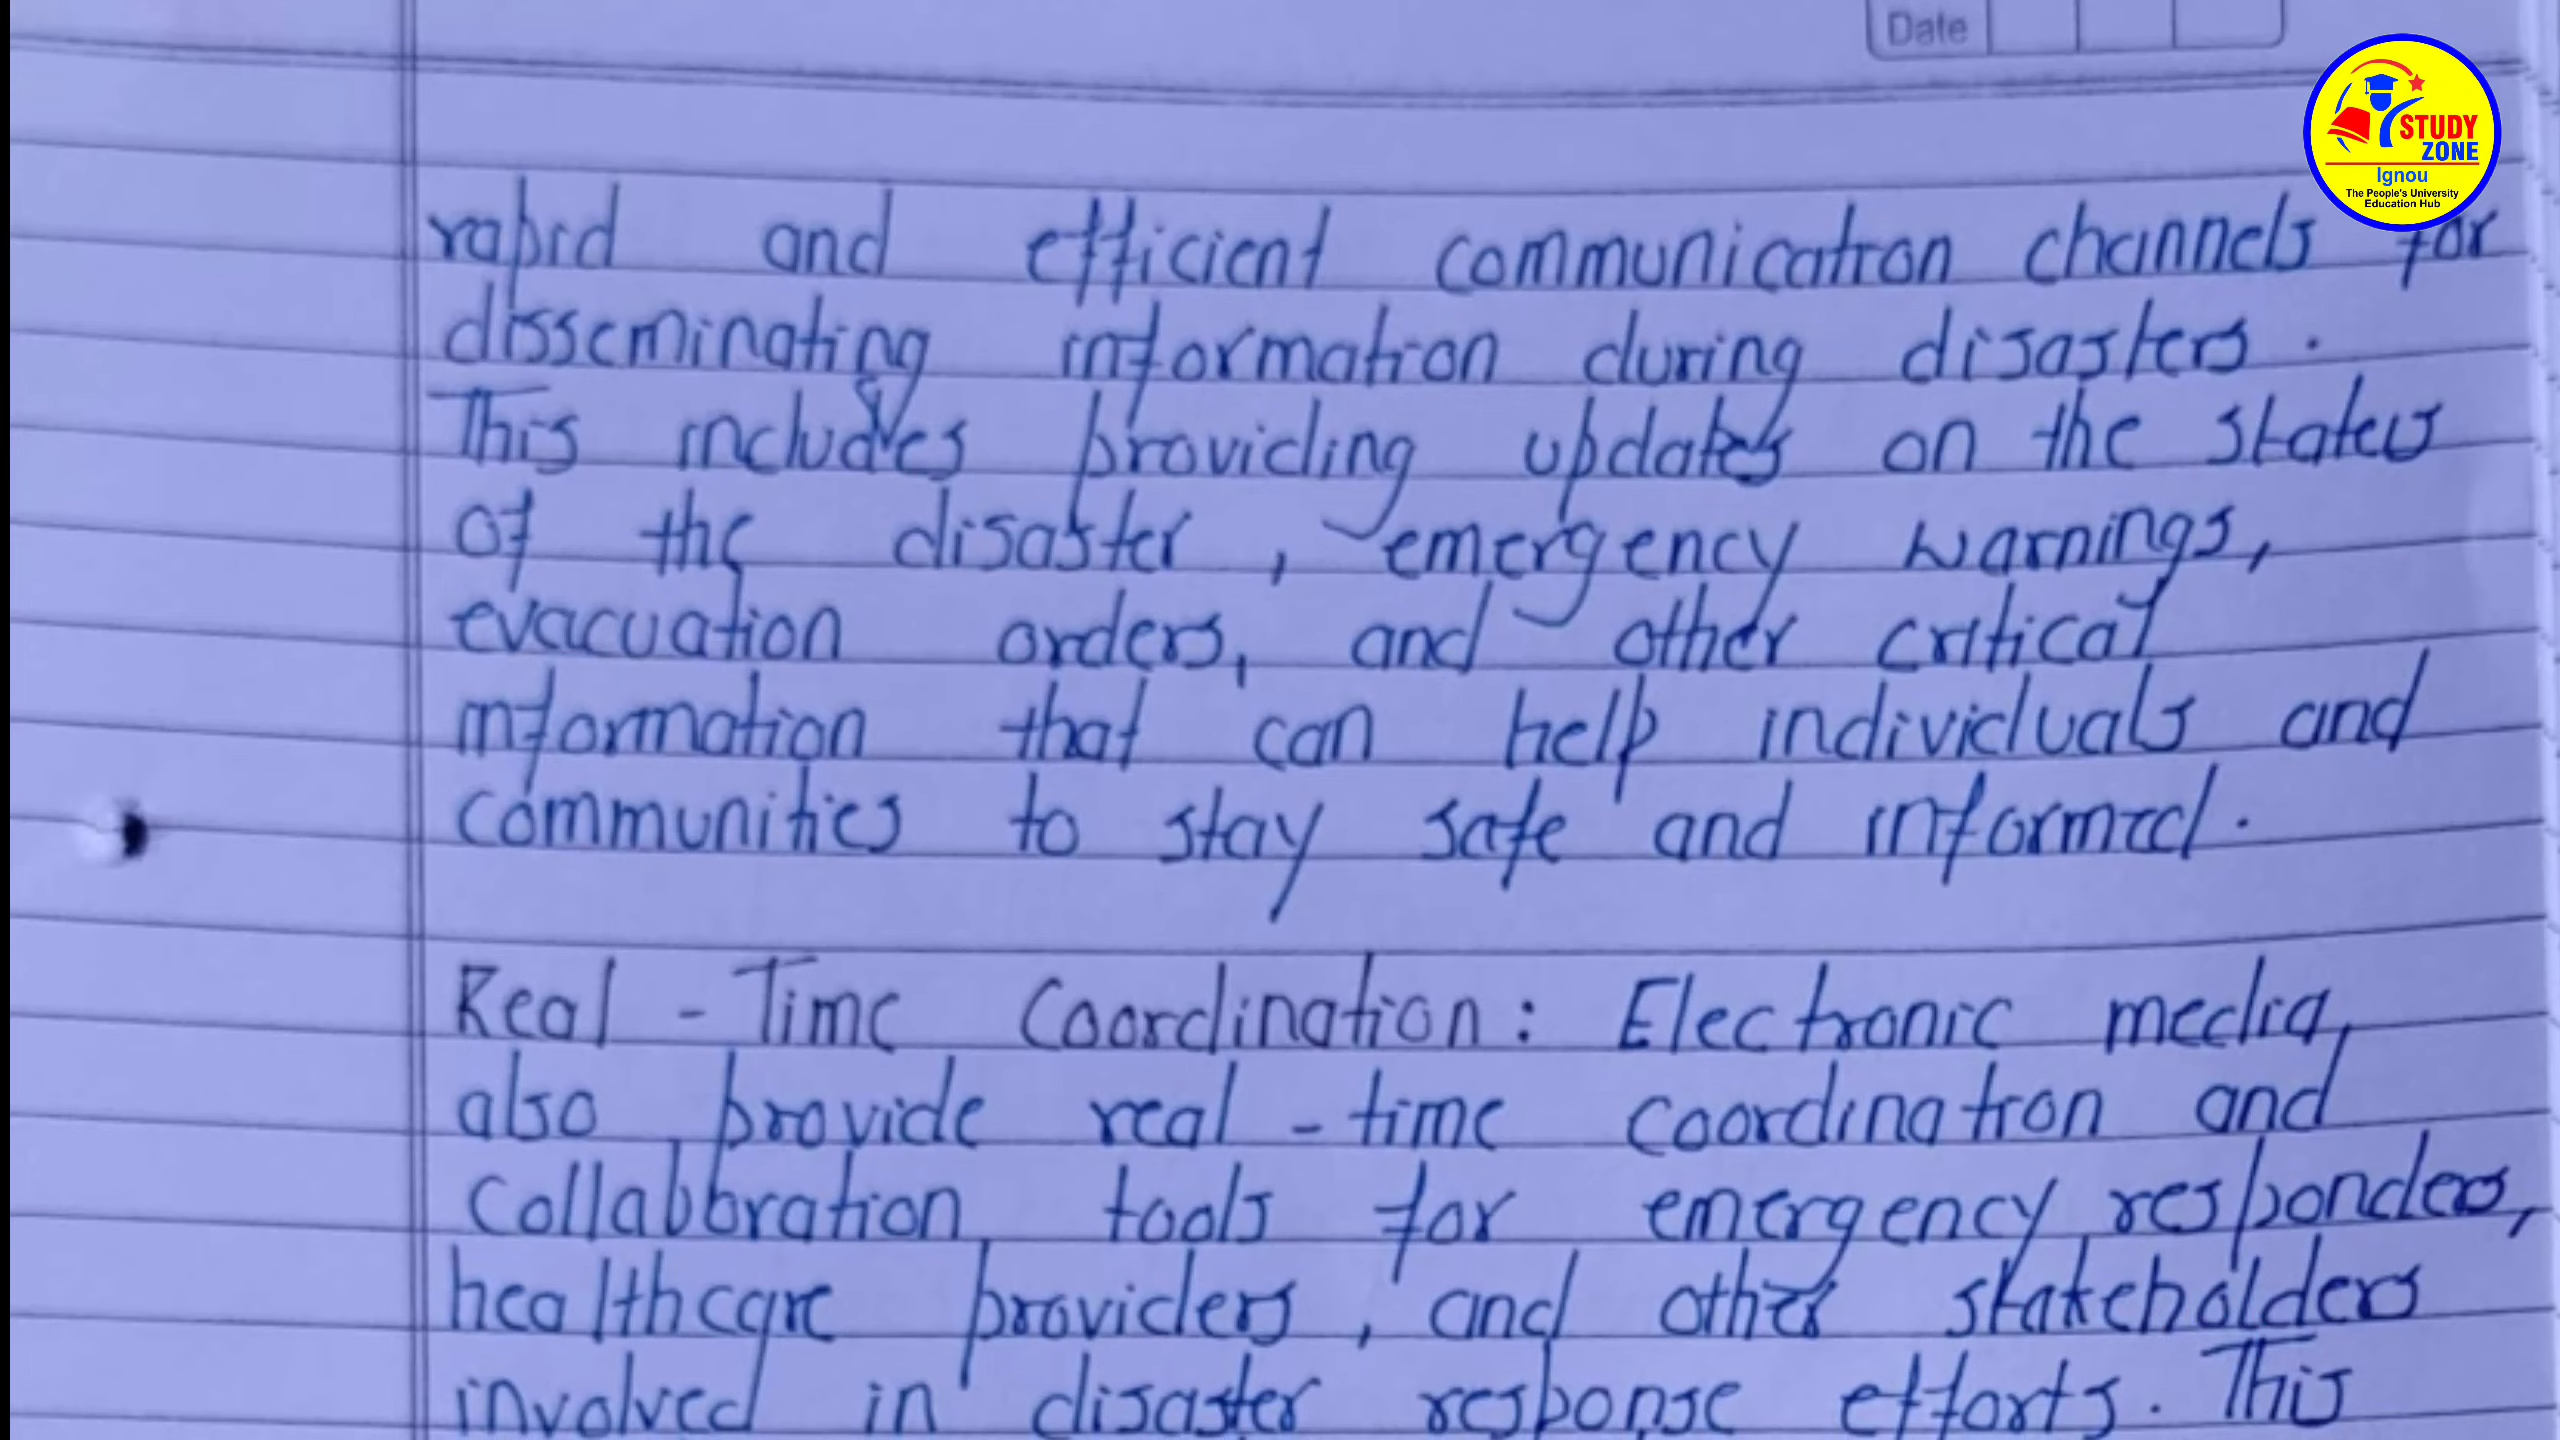 Date
STUDY
ZONE
Ignou
The People's University
Education Hub
rapid and efficient communication channels for
disseminating information during disasters.
This includes providing updates on the status
of the disaster, emergency warnings,
evacuation orders, and other critical
information that can help individuals and
communities to stay safe and informed.
Real-Time Coordination: Electronic media
also provide real-time coordination and
collabbration tools for emergency responders,
healthcare providers, and other stakeholders
involved in disaster response efforts. This